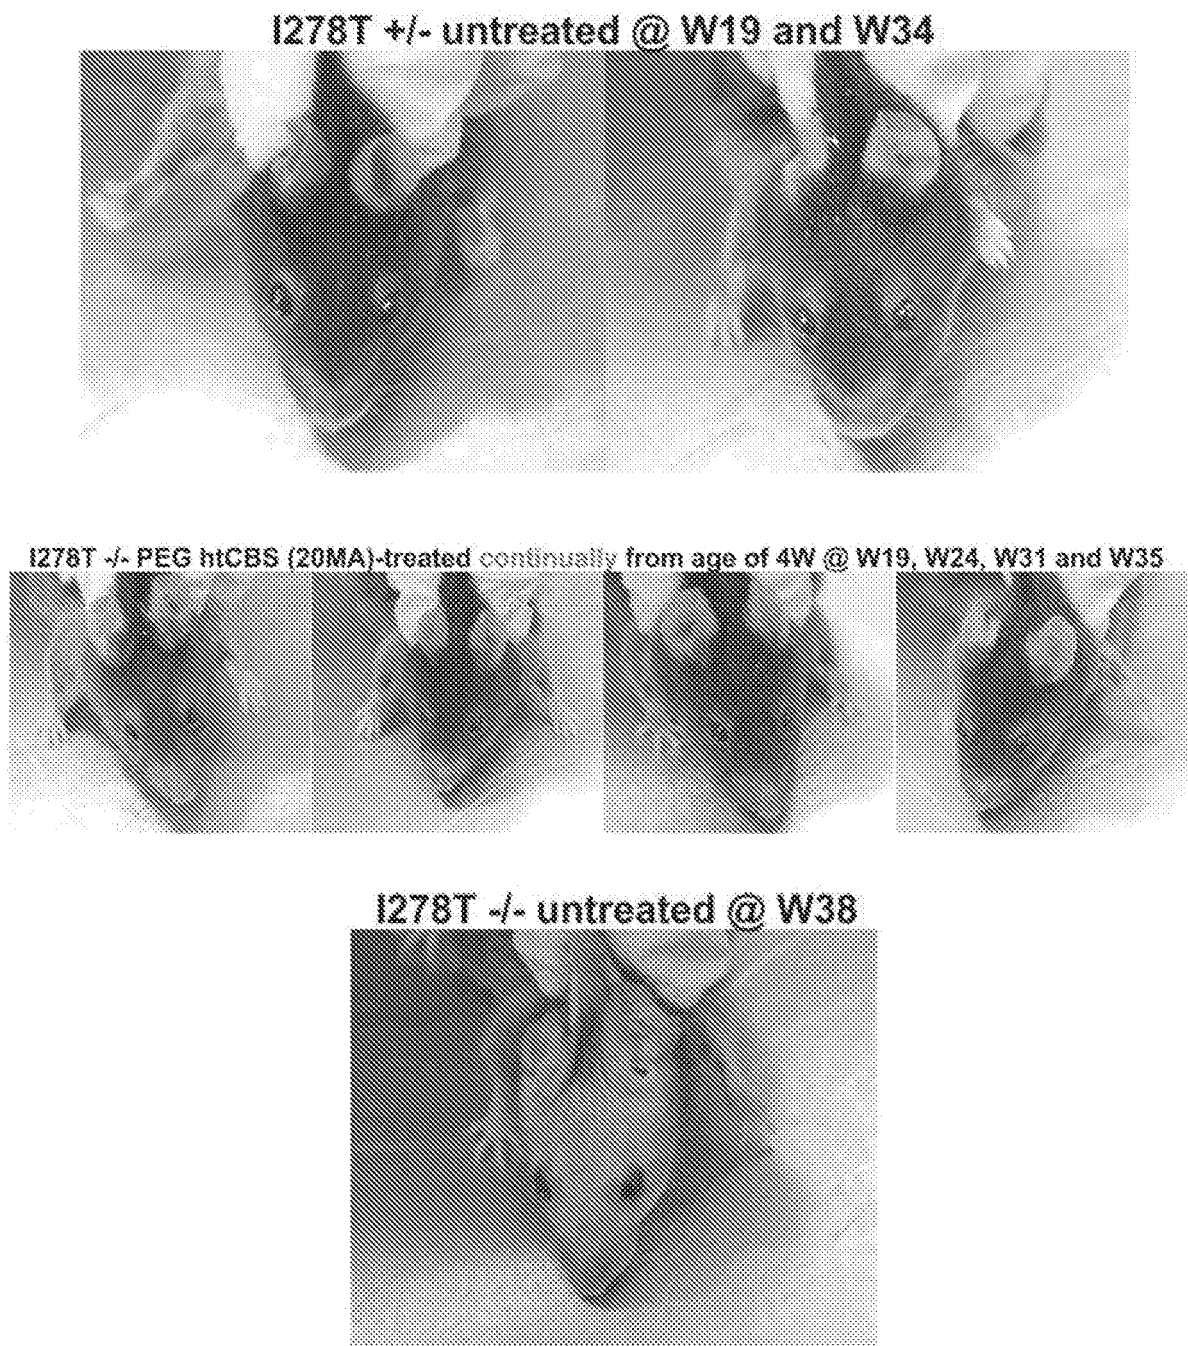 I278T +/- untreated @ W19 and W34
I278T -/- PEG htCBS (20MA)-treated continually from age of 4W @ W19, W24, W31 and W35
I278T -/- untreated @ W38